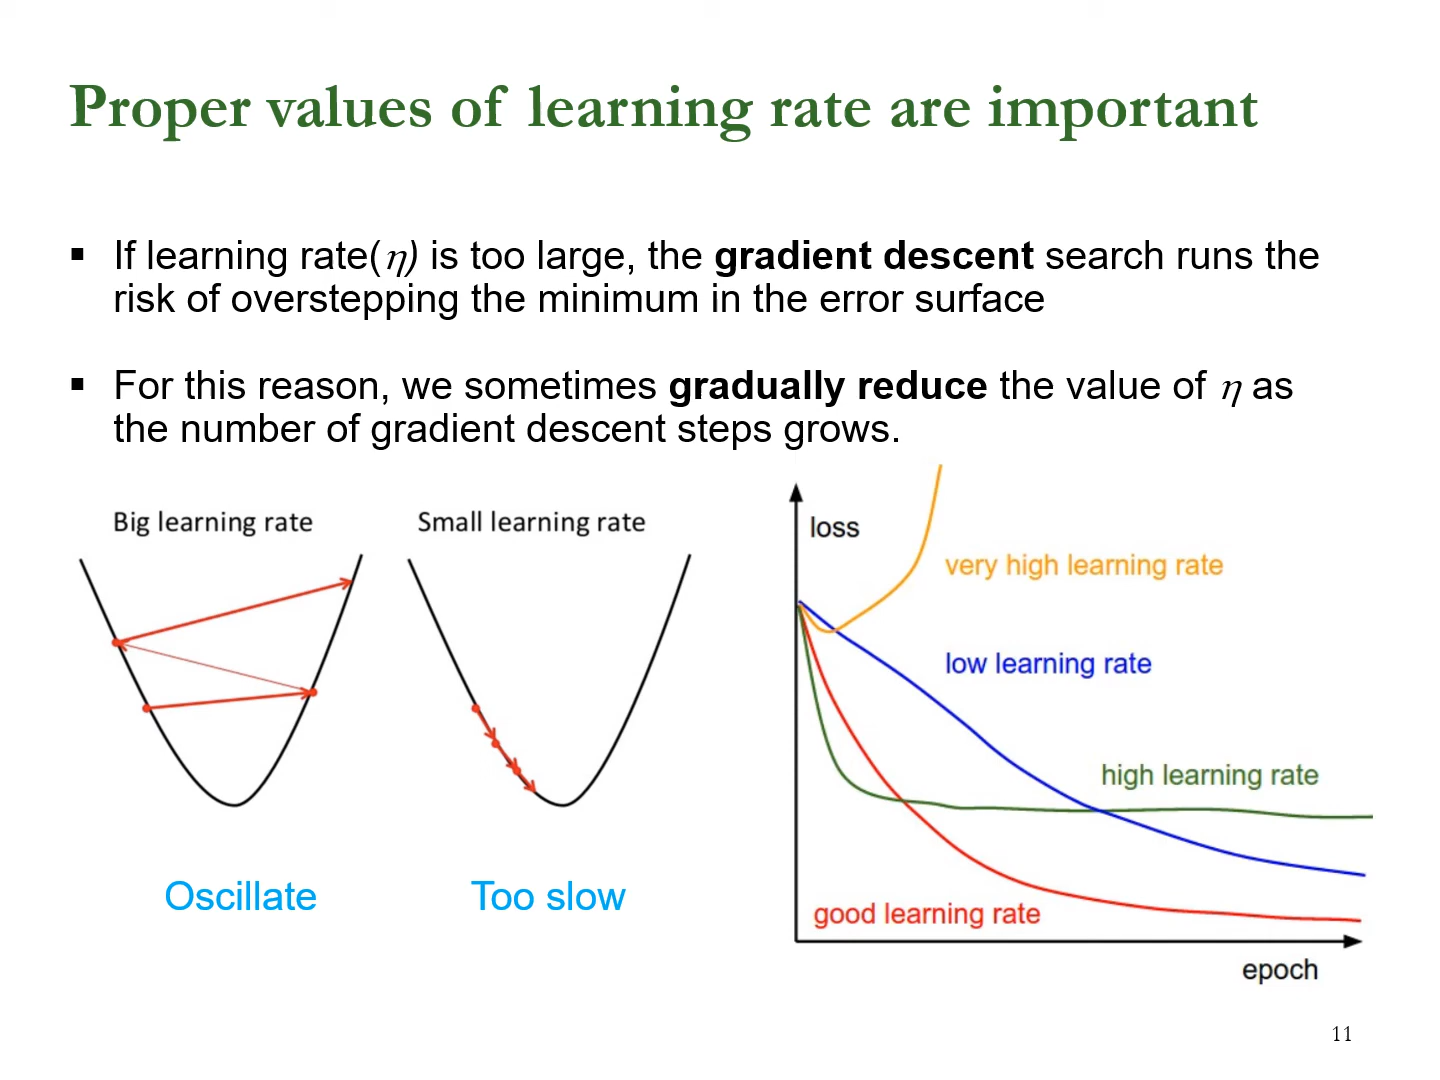 Proper values of learning rate are important
▪ If learning rate(η) is too large, the gradient descent search runs the
risk of overstepping the minimum in the error surface
▪ For this reason, we sometimes gradually reduce the value of η as
the number of gradient descent steps grows.
Big learning rate
Small learning rate
Oscillate
Too slow
loss
very high learning rate
low learning rate
high learning rate
good learning rate
epoch
11